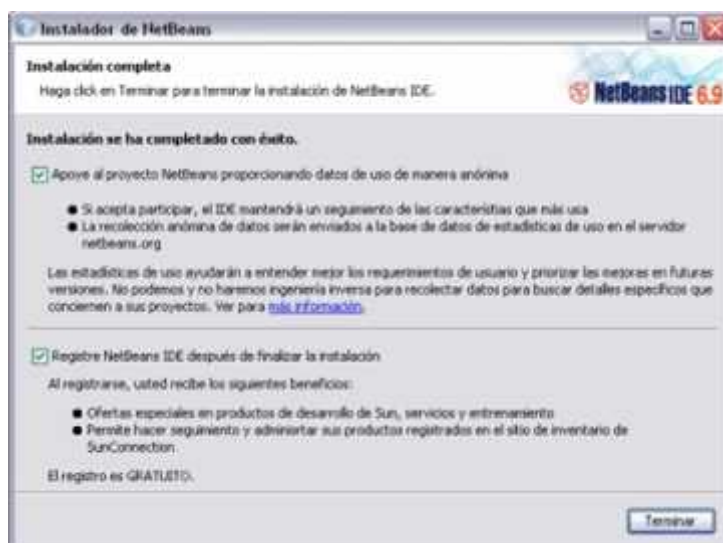 Instalador de NetBeans
Instalación completa
Haga click en Terminar para terminar la instalación de NetBeans IDE.
NetBeans IDE 6.9
Instalación se ha completado con éxito.
Apoye al proyecto NetBeans proporcionando datos de uso de manera anónima
Si acepta participar, el IDE mantendrá un seguimiento de las características que más usa
La recolección anónima de datos serán enviados a la base de datos de estadísticas de uso en el servidor
netbeans.org
Las estadísticas de uso ayudarán a entender mejor los requerimientos de usuario y priorizar las mejoras en futuras
versiones. No podemos y no haremos ingeniería inversa para recolectar datos para buscar detalles específicos que
conciernen a sus proyectos. Ver para más información.
Registre NetBeans IDE después de finalizar la instalación
Al registrarse, usted recibe los siguientes beneficios:
Ofertas especiales en productos de desarrollo de Sun, servicios y entrenamiento
Permite hacer seguimiento y adminiortar sus productos registrados en el sitio de inventario de
SunConnection
El registro es GRATUITO.
Terminar